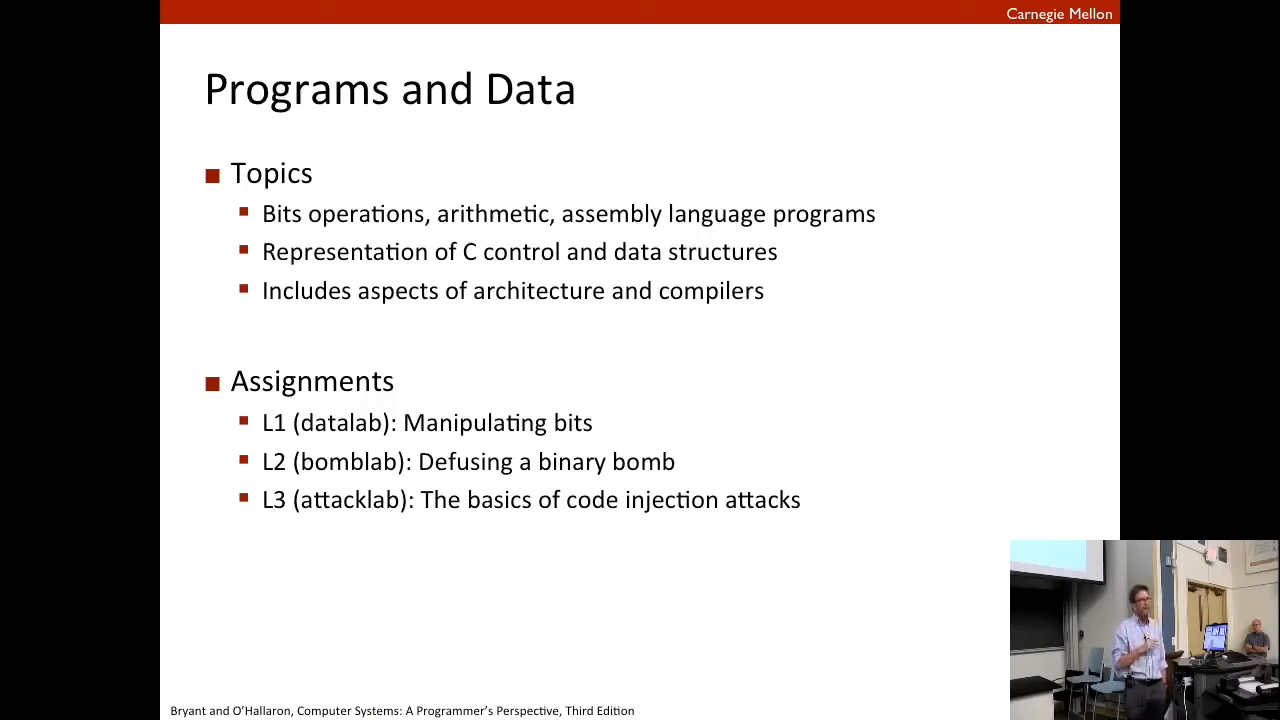 Carnegie Mellon
Programs and Data
Topics
Bits operations, arithmetic, assembly language programs
Representation of C control and data structures
Includes aspects of architecture and compilers
Assignments
L1 (datalab): Manipulating bits
L2 (bomblab): Defusing a binary bomb
L3 (attacklab): The basics of code injection attacks
Bryant and O'Hallaron, Computer Systems: A Programmer's Perspective, Third Edition